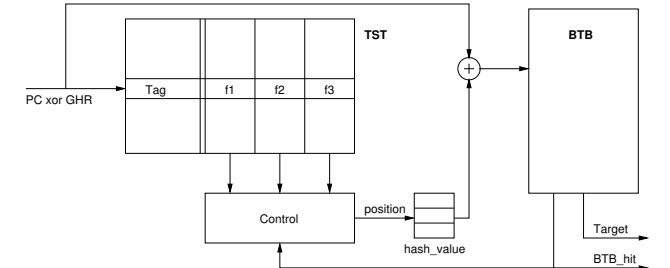 TST
BTB
PC xor GHR
Tag
f1
f2
f3
+
Control
position
hash_value
Target
BTB_hit